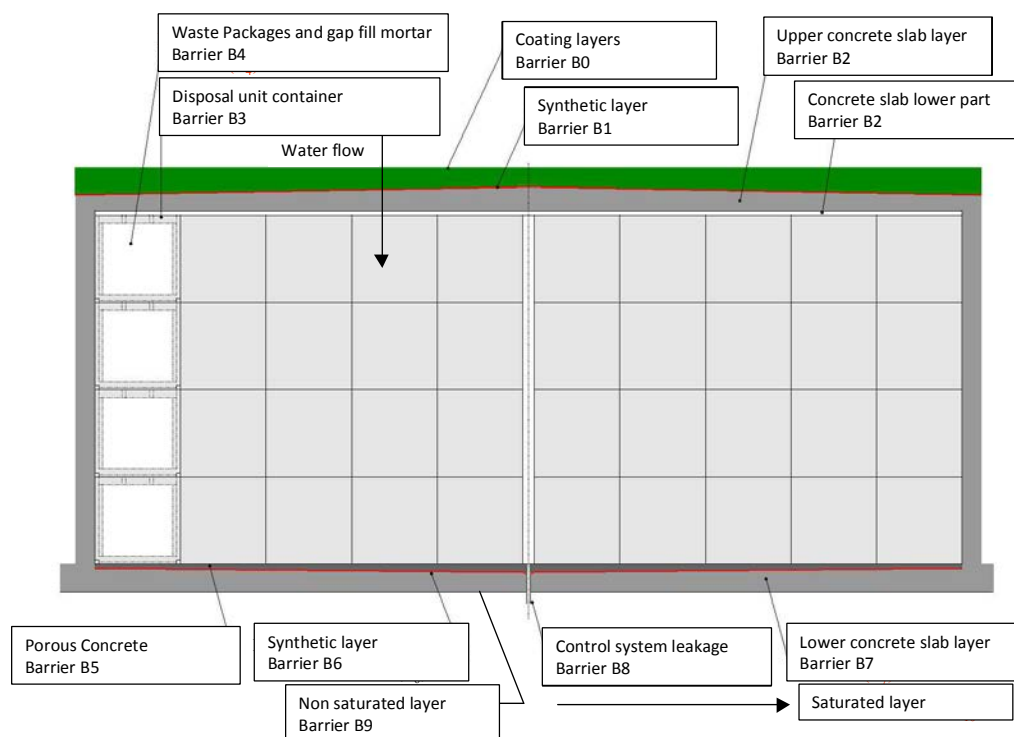 Waste Packages and gap fill mortar
Barrier B4
Coating layers
Barrier B0
Upper concrete slab layer
Barrier B2
Disposal unit container
Barrier B3
Synthetic layer
Barrier B1
Concrete slab lower part
Barrier B2
Water flow
Porous Concrete
Barrier B5
Synthetic layer
Barrier B6
Control system leakage
Barrier B8
Lower concrete slab layer
Barrier B7
Non saturated layer
Barrier B9
Saturated layer